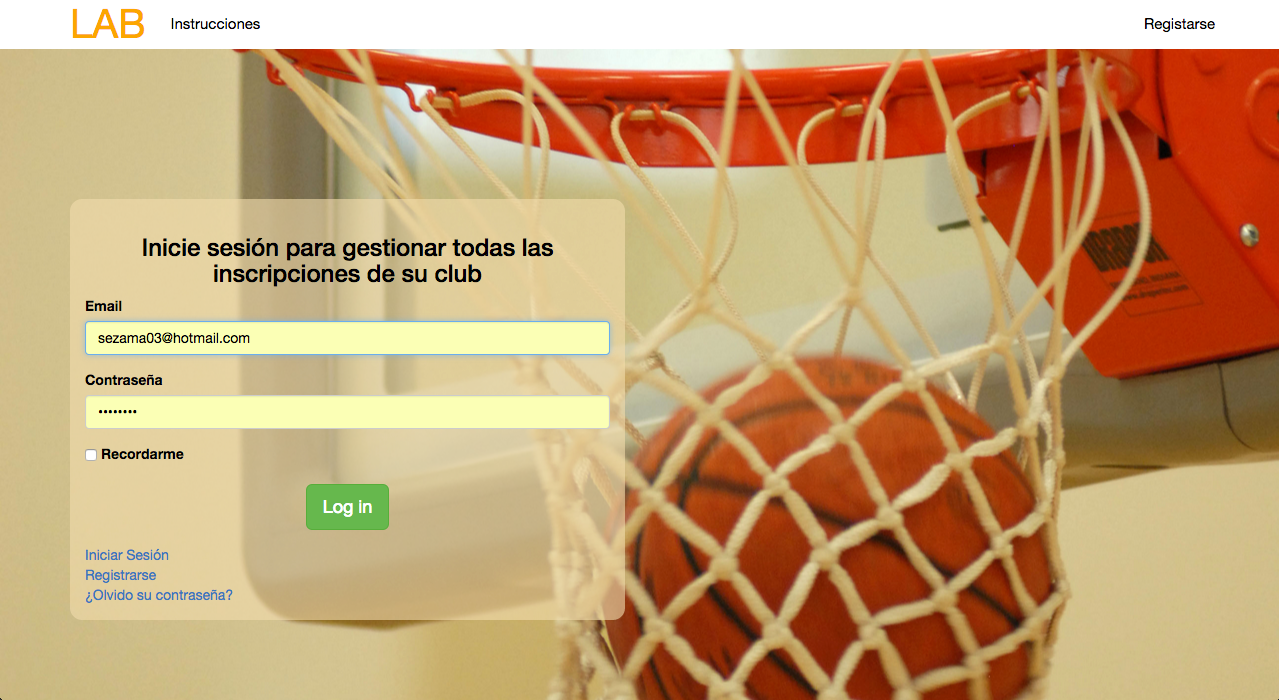 LAB Instrucciones Registarse
Inicie sesión para gestionar todas las
inscripciones de su club
Email
sezama03@hotmail.com
Contraseña
••••••••
Recordarme
Log in
Iniciar Sesión
Registrarse
¿Olvido su contraseña?